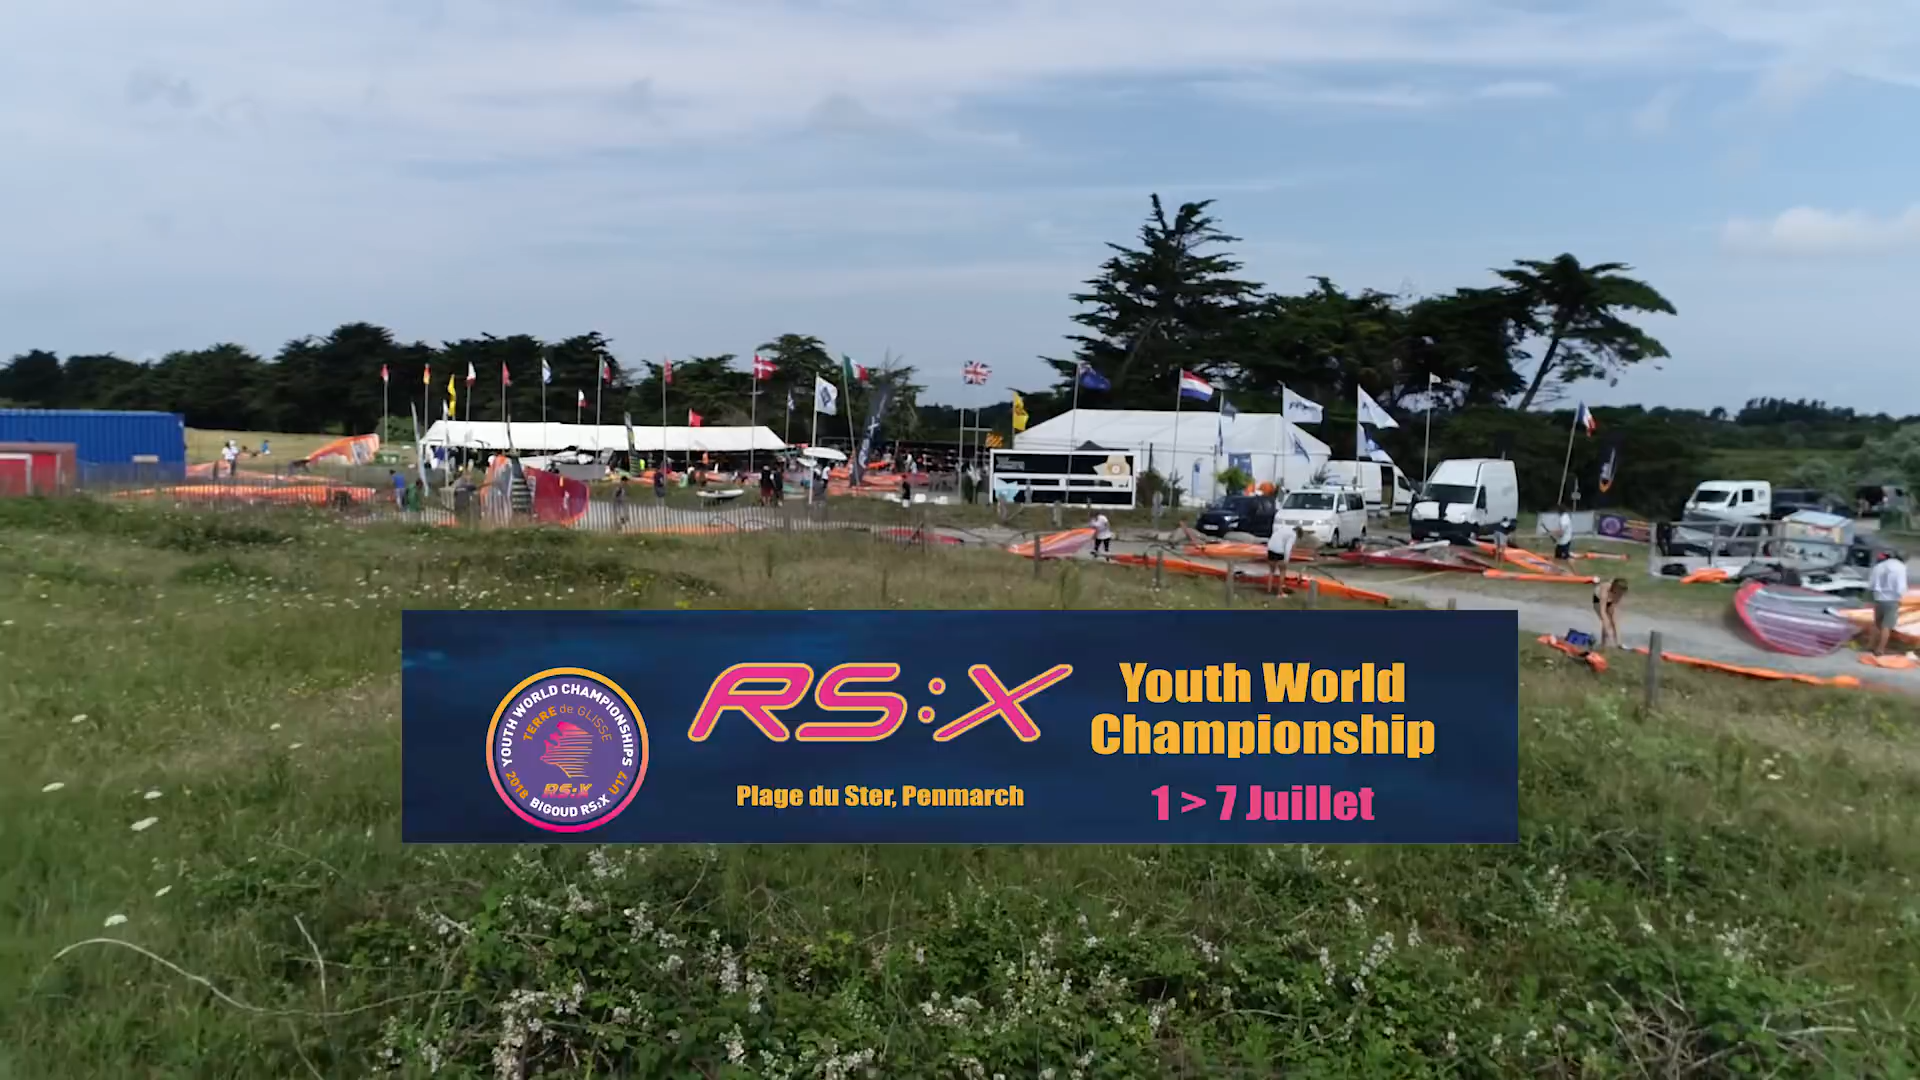 YOUTH WORLD CHAMPIONSHIPS
TERRE de GLISSE
RS:X
2018 BIGOUD RS:X U17
RS:X
Youth World
Championship
Plage du Ster, Penmarch
1 > 7 Juillet